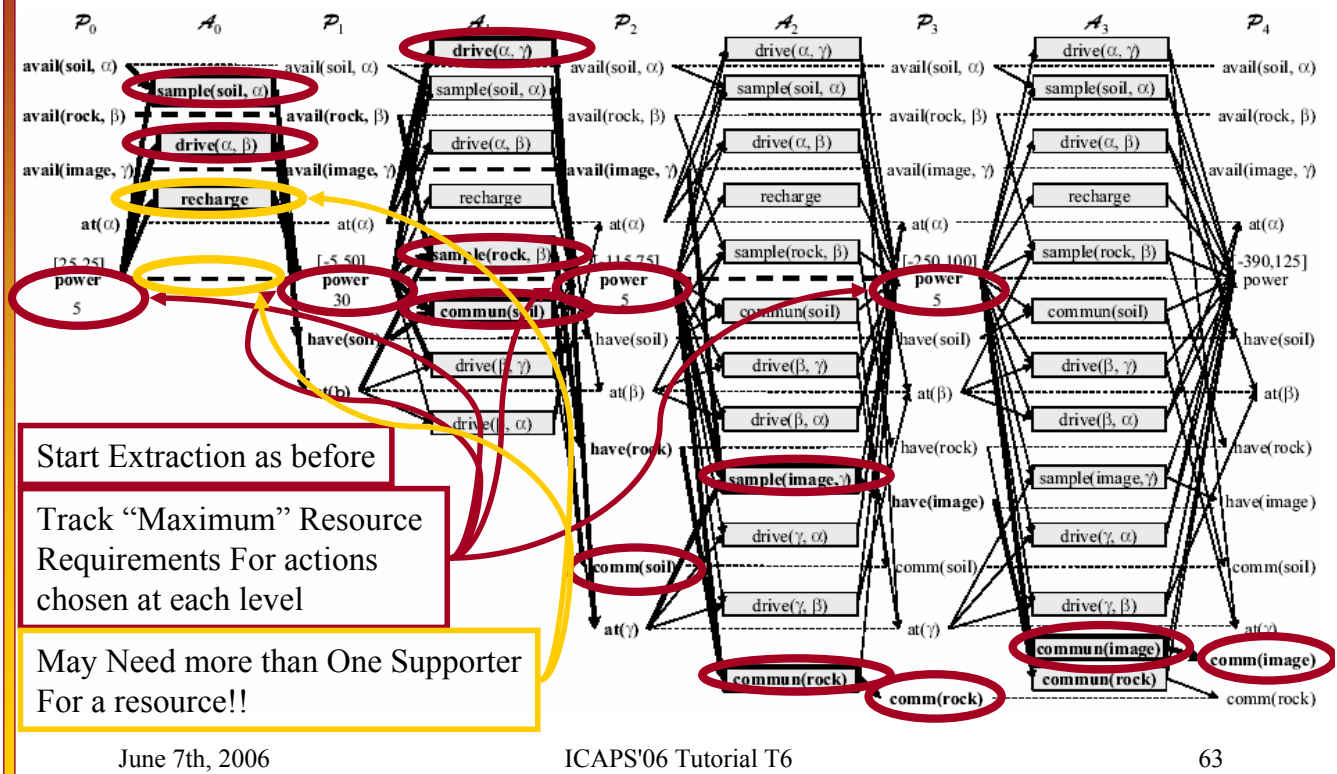 P0 A0 P1 A1 P2 A2 P3 A3 P4
drive(α, γ) drive(α, γ) drive(α, γ)
avail(soil, α) avail(soil, α) avail(soil, α) avail(soil, α) avail(soil, α)
sample(soil, α) sample(soil, α) sample(soil, α) sample(soil, α)
avail(rock, β) avail(rock, β) avail(rock, β) avail(rock, β) avail(rock, β)
drive(α, β) drive(α, β) drive(α, β) drive(α, β)
avail(image, γ) avail(image, γ) avail(image, γ) avail(image, γ) avail(image, γ)
recharge recharge recharge recharge
at(α) at(α) at(α) at(α) at(α)
sample(rock, β) sample(rock, β) sample(rock, β)
[25,25] [-5,50] [-115,75] [-250,100] [-390,125]
power power power power power
5 30 5 5
commun(soil) commun(soil) commun(soil)
have(soil) have(soil) have(soil) have(soil)
drive(β, γ) drive(β, γ) drive(β, γ)
at(b) at(β) at(β) at(β)
drive(β, α) drive(β, α) drive(β, α)
have(rock) have(rock) have(rock)
sample(image,γ) sample(image,γ)
have(image) have(image)
drive(γ, α) drive(γ, α)
comm(soil) comm(soil) comm(soil)
drive(γ, β) drive(γ, β)
at(γ) at(γ) at(γ)
commun(image) comm(image)
commun(rock) commun(rock)
comm(rock) comm(rock)
Start Extraction as before
Track “Maximum” Resource
Requirements For actions
chosen at each level
May Need more than One Supporter
For a resource!!
June 7th, 2006 ICAPS'06 Tutorial T6 63